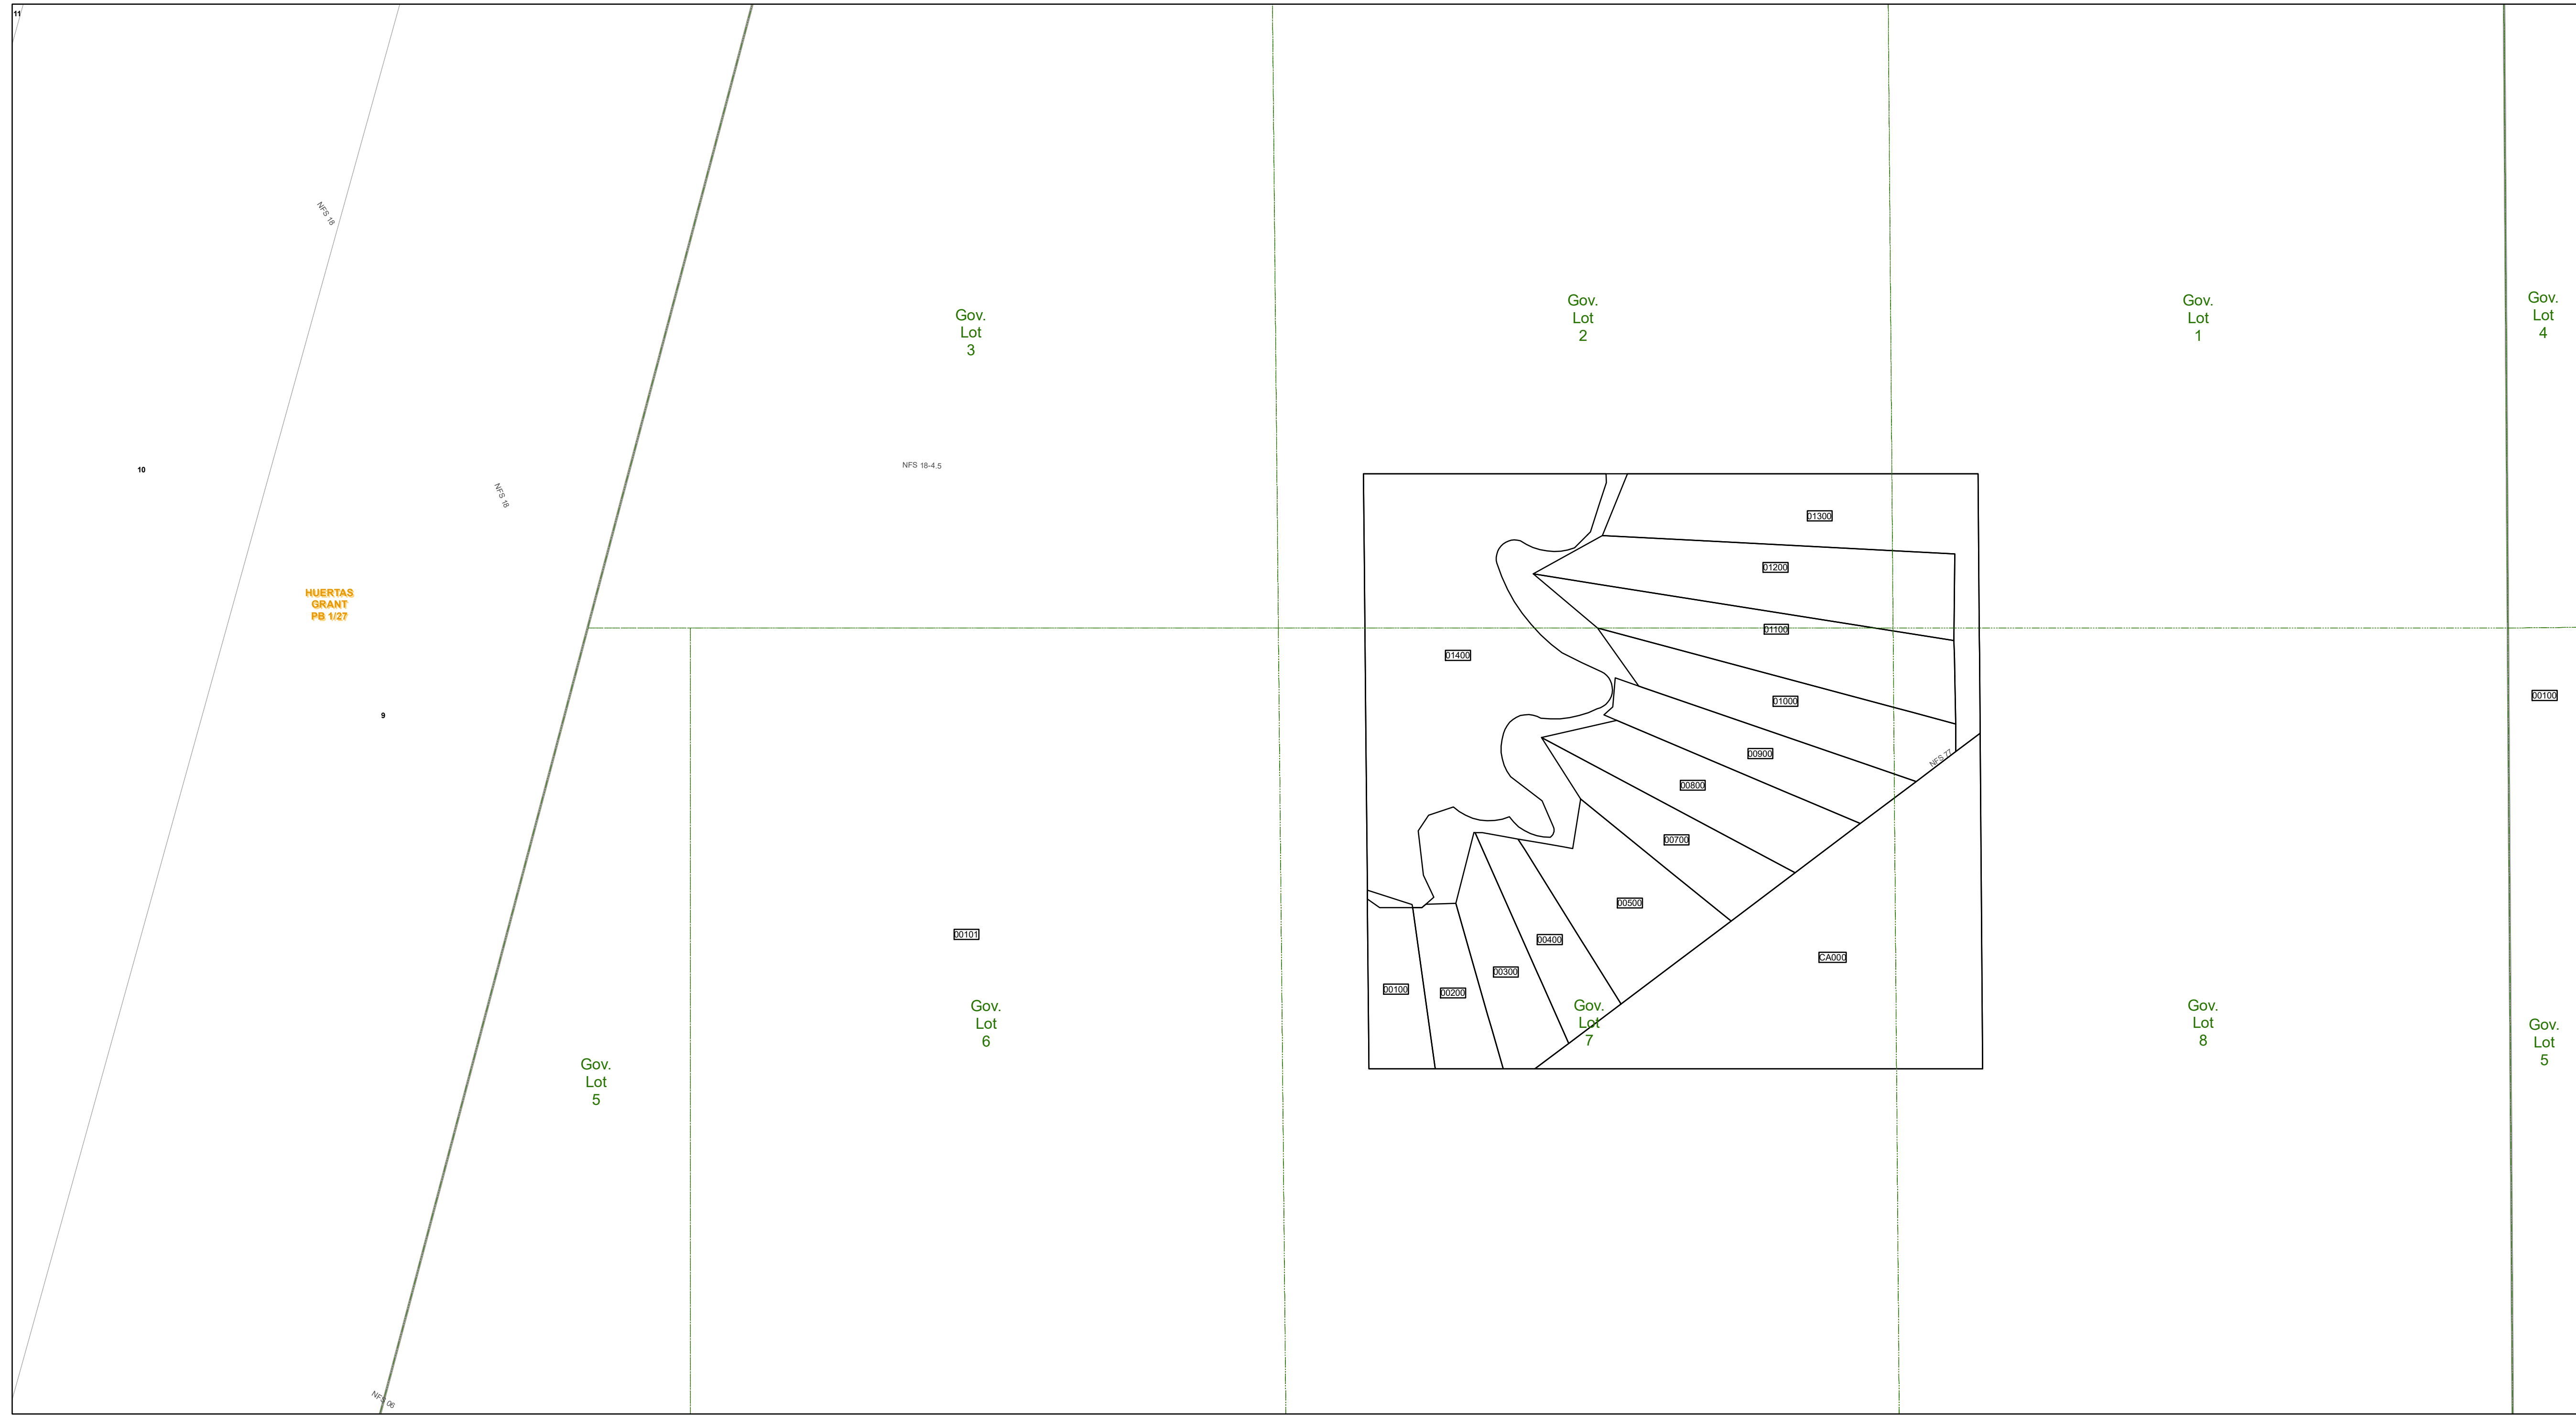 11
NFS 18
Gov.
Lot
3
Gov.
Lot
2
Gov.
Lot
1
Gov.
Lot
4
10
NFS 18
NFS 18-4.5
01300
01200
HUERTAS
GRANT
PB 1/27
01100
01400
01000
00100
9
00900
NFS 77
00800
00700
00500
00101
00400
CA000
00300
00100
00200
Gov.
Lot
5
Gov.
Lot
6
Gov.
Lot
7
Gov.
Lot
8
Gov.
Lot
5
NFS 06